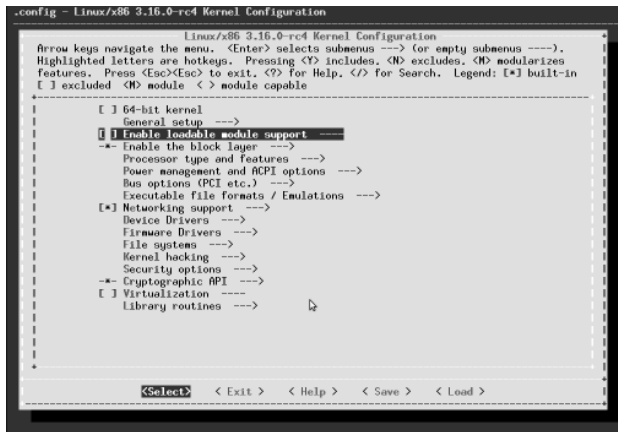 .config - Linux/x86 3.16.0-rc4 Kernel Configuration
Linux/x86 3.16.0-rc4 Kernel Configuration
Arrow keys navigate the menu.  <Enter> selects submenus ---> (or empty submenus ----).
Highlighted letters are hotkeys.  Pressing <Y> includes, <N> excludes, <M> modularizes
features.  Press <Esc><Esc> to exit, <?> for Help, </> for Search.  Legend: [*] built-in
[ ] excluded  <M> module  < > module capable
[ ] 64-bit kernel
General setup  --->
[ ] Enable loadable module support  ----
-*- Enable the block layer  --->
Processor type and features  --->
Power management and ACPI options  --->
Bus options (PCI etc.)  --->
Executable file formats / Emulations  --->
[*] Networking support  --->
Device Drivers  --->
Firmware Drivers  --->
File systems  --->
Kernel hacking  --->
Security options  --->
-*- Cryptographic API  --->
[ ] Virtualization  ----
Library routines  --->
<Select>    < Exit >    < Help >    < Save >    < Load >